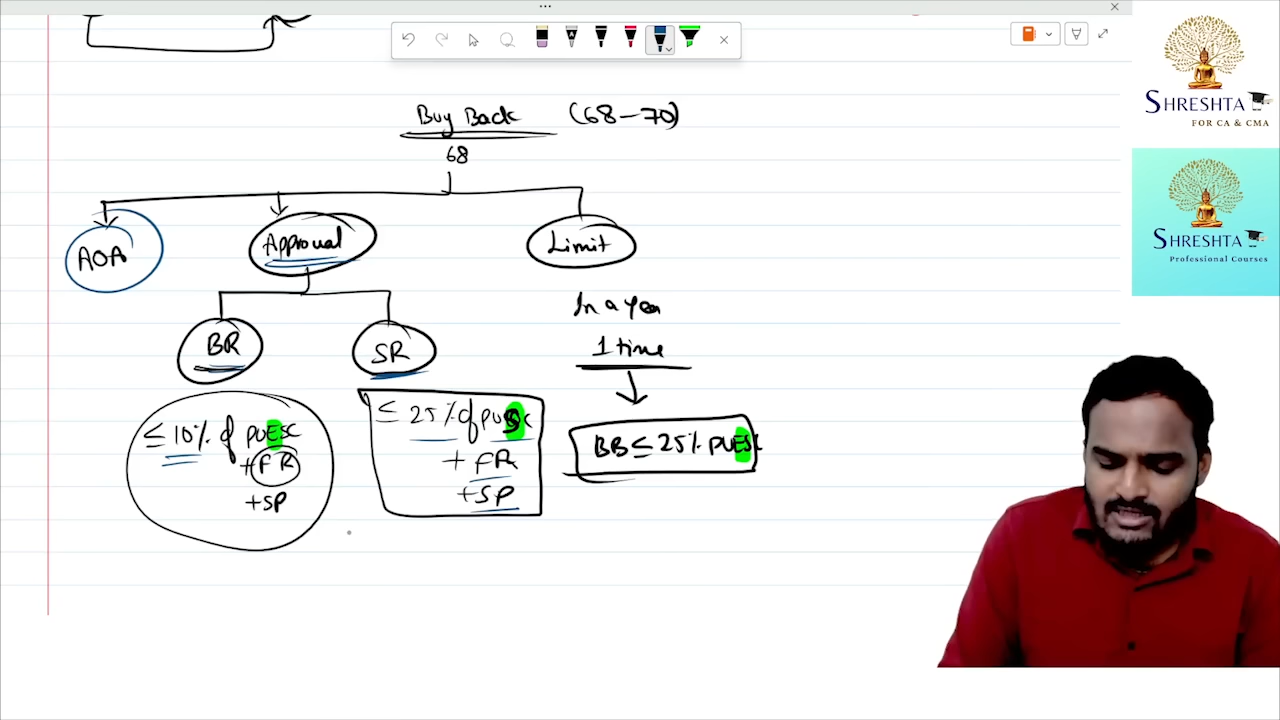 Buy Back (68-70)
68
AOA
Approval
Limit
BR
SR
In a year
1 time
≤ 10% of PUESC
+ FR
+ SP
≤ 25% of PUSC
+ FR
+ SP
BB ≤ 25% PUESC
SHRESHTA
FOR CA & CMA
SHRESHTA
Professional Courses